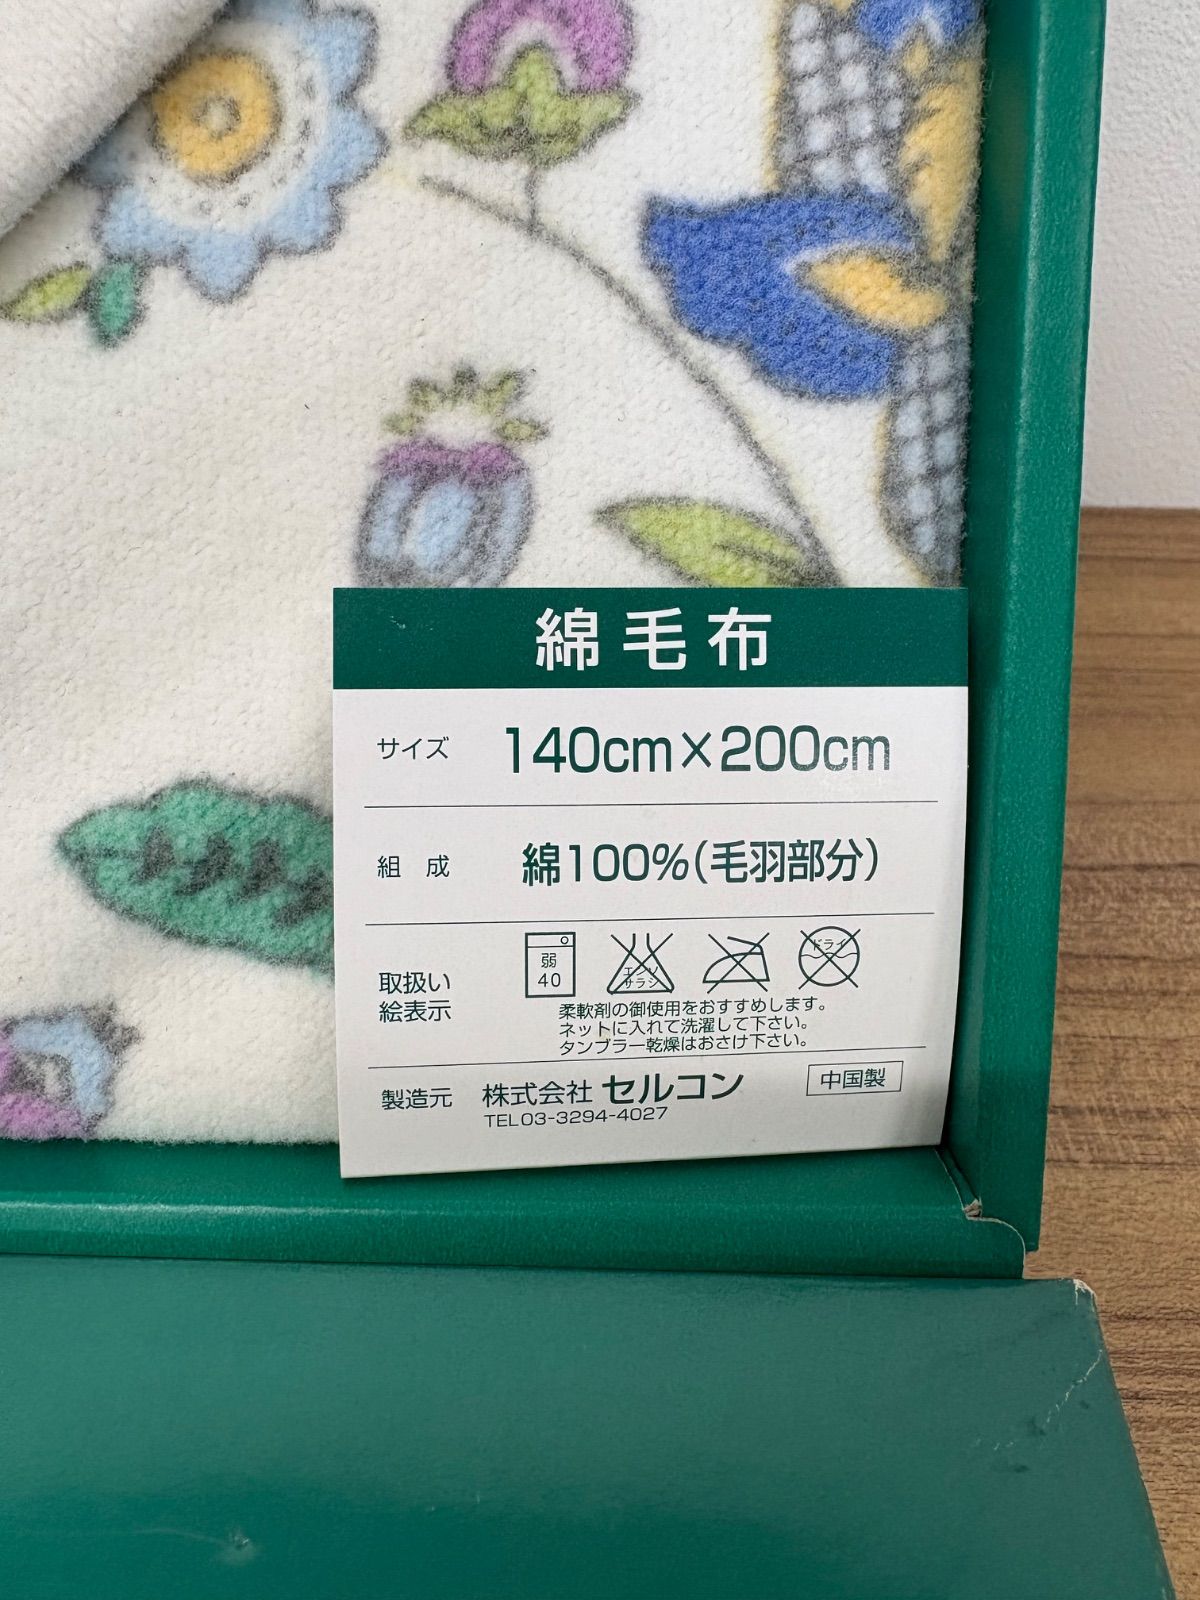 綿毛布
サイズ 140cm×200cm
組成 綿100%(毛羽部分)
取扱い
絵表示
弱
40
エンソ
サラシ
ドライ
柔軟剤の御使用をおすすめします。
ネットに入れて洗濯して下さい。
タンブラー乾燥はおさけ下さい。
製造元 株式会社 セルコン 中国製
TEL03-3294-4027